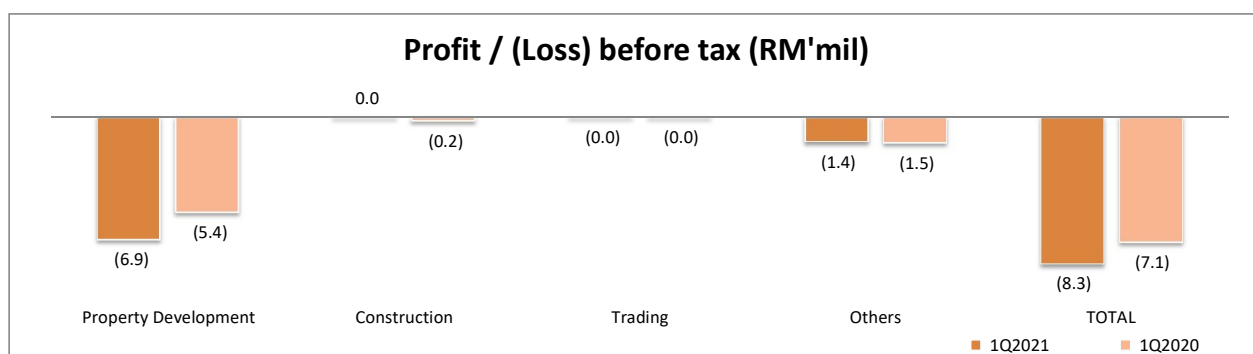 Profit / (Loss) before tax (RM'mil)
0.0
(0.2)
(0.0)
(0.0)
(1.4)
(1.5)
(5.4)
(6.9)
(7.1)
(8.3)
Property Development
Construction
Trading
Others
TOTAL
1Q2021
1Q2020